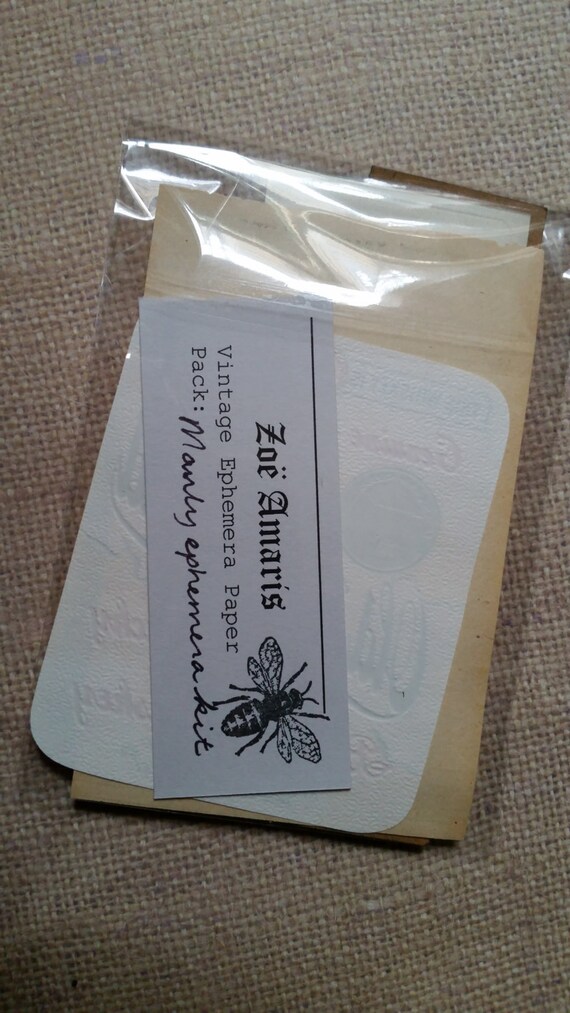 Zoë Amaris
Vintage Ephemera Paper
Pack: Manly ephemera kit